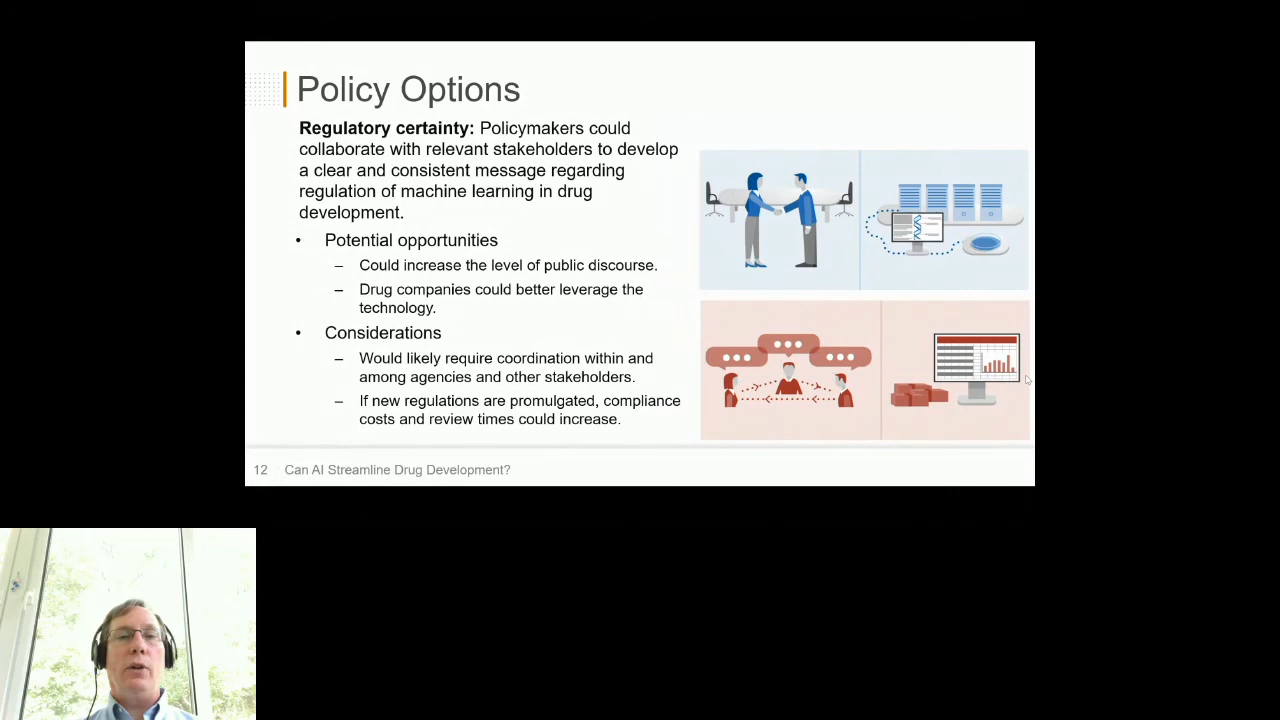 Policy Options
Regulatory certainty: Policymakers could
collaborate with relevant stakeholders to develop
a clear and consistent message regarding
regulation of machine learning in drug
development.
• Potential opportunities
– Could increase the level of public discourse.
– Drug companies could better leverage the
technology.
• Considerations
– Would likely require coordination within and
among agencies and other stakeholders.
– If new regulations are promulgated, compliance
costs and review times could increase.
12 Can AI Streamline Drug Development?